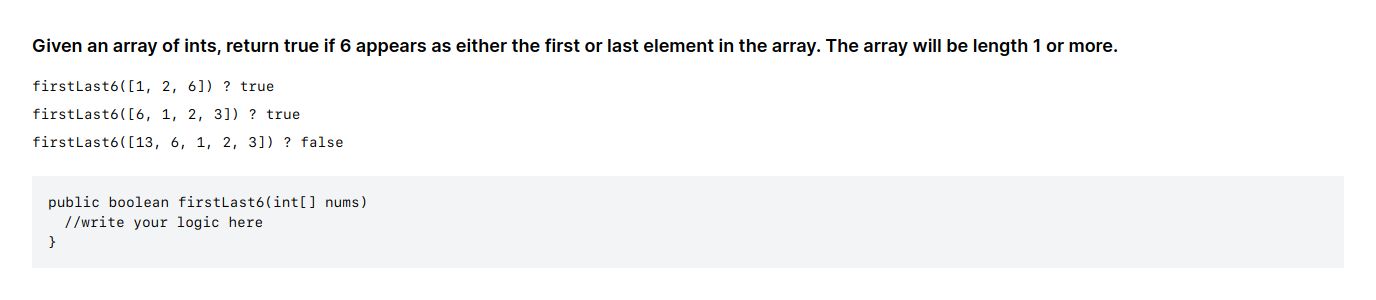 Given an array of ints, return true if 6 appears as either the first or last element in the array. The array will be length 1 or more.
firstLast6([1, 2, 6]) ? true
firstLast6([6, 1, 2, 3]) ? true
firstLast6([13, 6, 1, 2, 3]) ? false
public boolean firstLast6(int[] nums)
  //write your logic here
}